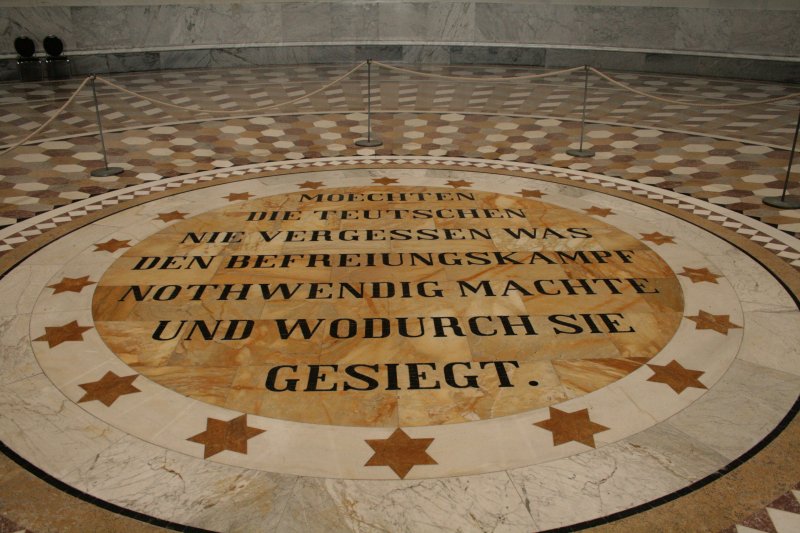 MOECHTEN
DIE TEUTSCHEN
NIE VERGESSEN WAS
DEN BEFREIUNGSKAMPF
NOTHWENDIG MACHTE
UND WODURCH SIE
GESIEGT.